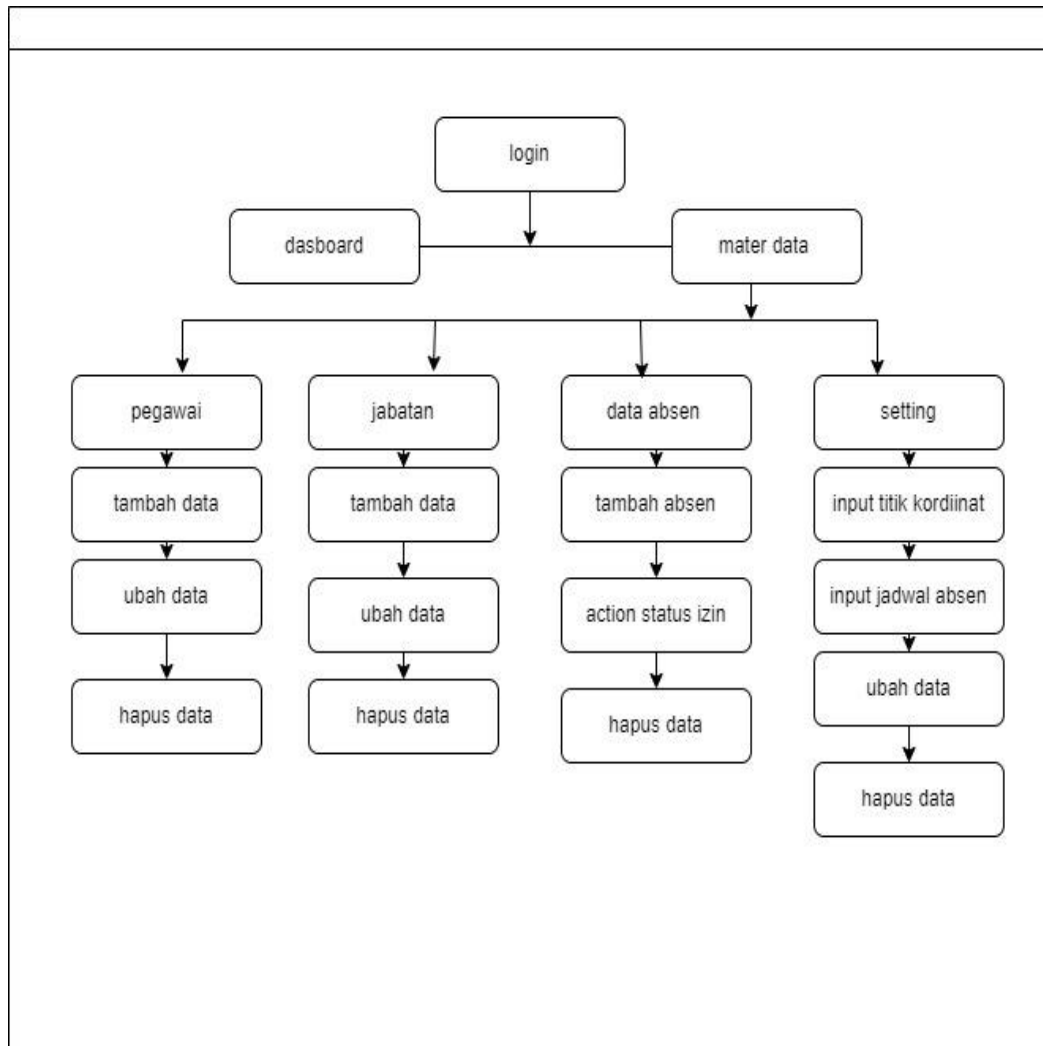 login
dasboard
mater data
pegawai
jabatan
data absen
setting
tambah data
tambah data
tambah absen
input titik kordiinat
ubah data
ubah data
action status izin
input jadwal absen
hapus data
hapus data
hapus data
ubah data
hapus data